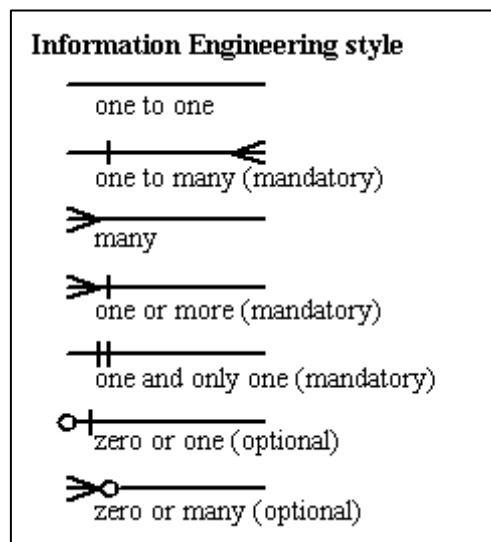 Information Engineering style
one to one
one to many (mandatory)
many
one or more (mandatory)
one and only one (mandatory)
zero or one (optional)
zero or many (optional)